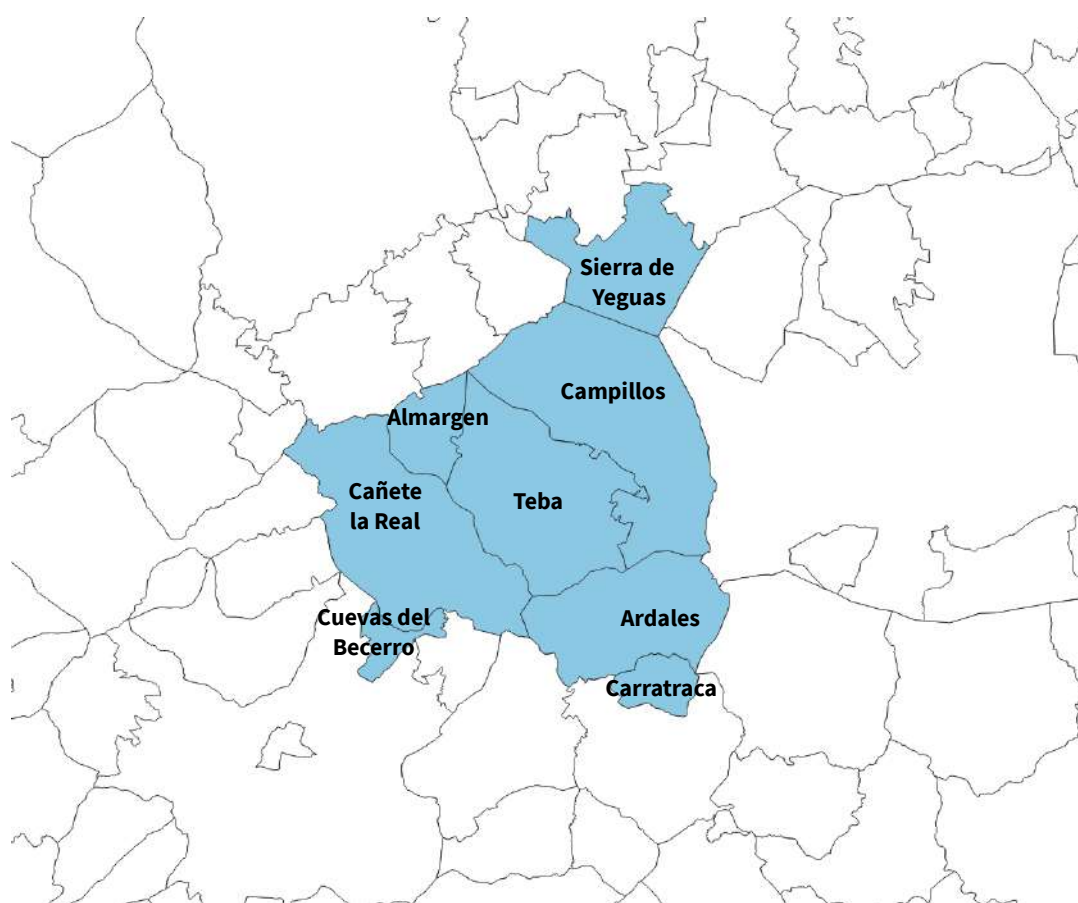 Sierra de
Yeguas
Campillos
Almargen
Cañete
la Real
Teba
Cuevas del
Becerro
Ardales
Carratraca